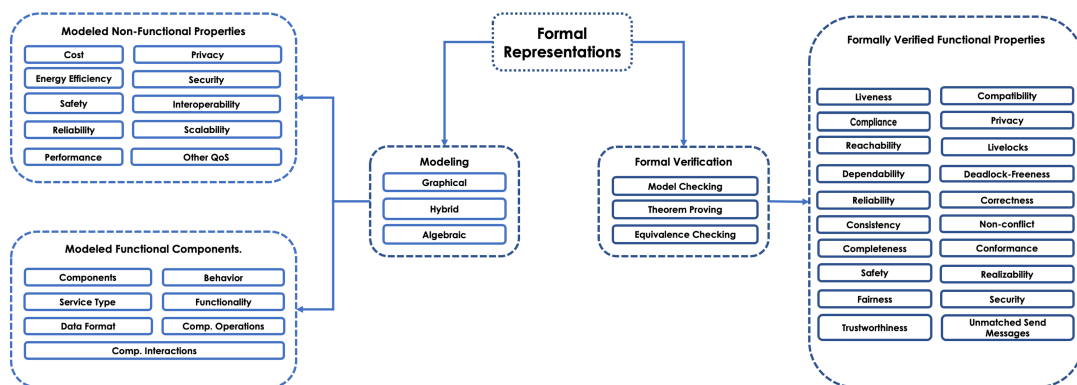 Formal
Representations
Modeled Non-Functional Properties
Cost
Privacy
Energy Efficiency
Security
Safety
Interoperability
Reliability
Scalability
Performance
Other QoS
Modeled Functional Components.
Components
Behavior
Service Type
Functionality
Data Format
Comp. Operations
Comp. Interactions
Modeling
Graphical
Hybrid
Algebraic
Formal Verification
Model Checking
Theorem Proving
Equivalence Checking
Formally Verified Functional Properties
Liveness
Compatibility
Compliance
Privacy
Reachability
Livelocks
Dependability
Deadlock-Freeness
Reliability
Correctness
Consistency
Non-conflict
Completeness
Conformance
Safety
Realizability
Fairness
Security
Trustworthiness
Unmatched Send
Messages